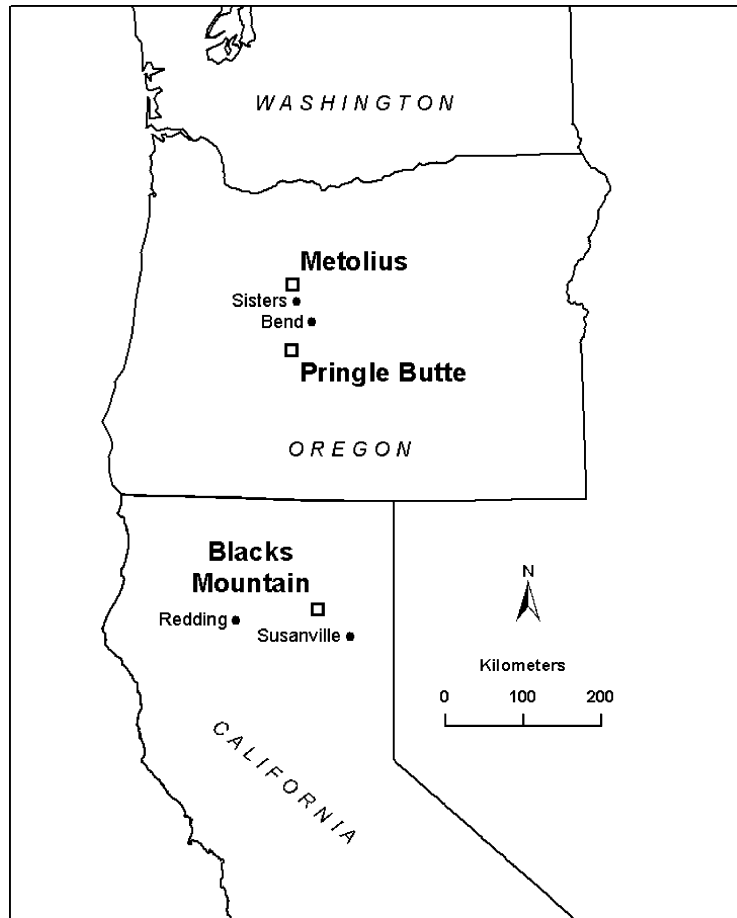 WASHINGTON
Metolius
Sisters
Bend
Pringle Butte
OREGON
Blacks
Mountain
Redding
Susanville
N
Kilometers
0 100 200
CALIFORNIA